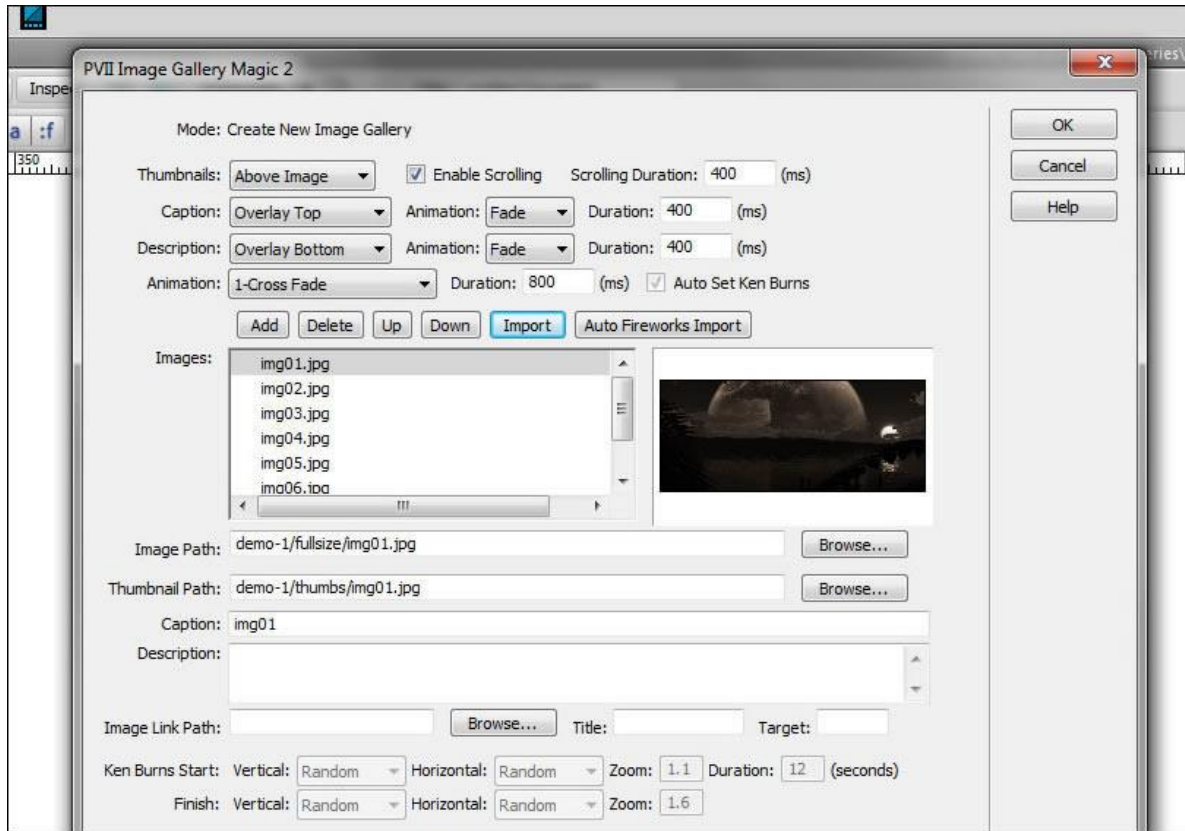 eries\
PVII Image Gallery Magic 2
Inspe
a :f
350
Mode: Create New Image Gallery
OK
Thumbnails: Above Image Enable Scrolling Scrolling Duration: 400 (ms)
Cancel
Caption: Overlay Top Animation: Fade Duration: 400 (ms)
Help
Description: Overlay Bottom Animation: Fade Duration: 400 (ms)
Animation: 1-Cross Fade Duration: 800 (ms) Auto Set Ken Burns
Add Delete Up Down Import Auto Fireworks Import
Images:
img01.jpg
img02.jpg
img03.jpg
img04.jpg
img05.jpg
img06.jpg
Image Path: demo-1/fullsize/img01.jpg Browse...
Thumbnail Path: demo-1/thumbs/img01.jpg Browse...
Caption: img01
Description:
Image Link Path: Browse... Title: Target:
Ken Burns Start: Vertical: Random Horizontal: Random Zoom: 1.1 Duration: 12 (seconds)
Finish: Vertical: Random Horizontal: Random Zoom: 1.6